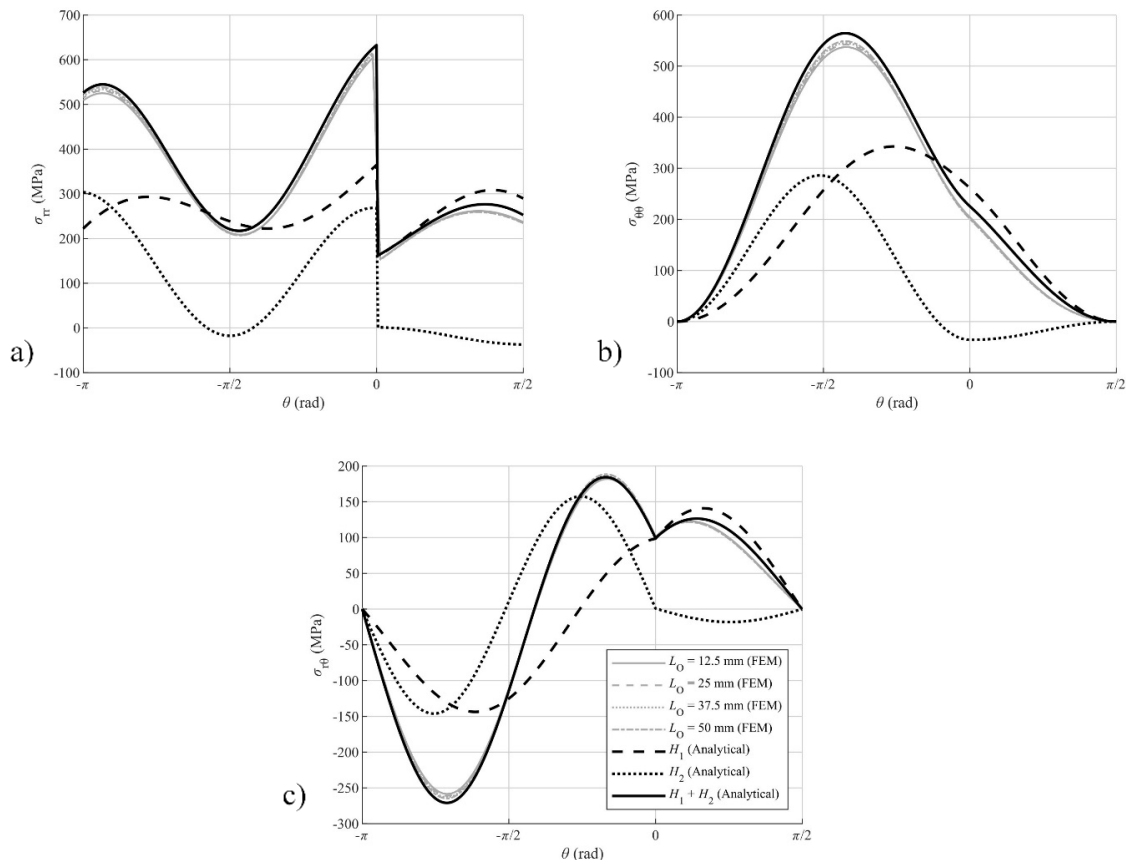 700
600
500
400
300
200
100
0
-100
σrr (MPa)
-π
-π/2
0
π/2
θ (rad)
a)
600
500
400
300
200
100
0
-100
σθθ (MPa)
-π
-π/2
0
π/2
θ (rad)
b)
200
150
100
50
0
-50
-100
-150
-200
-250
-300
σrθ (MPa)
-π
-π/2
0
π/2
θ (rad)
c)
LO = 12.5 mm (FEM)
LO = 25 mm (FEM)
LO = 37.5 mm (FEM)
LO = 50 mm (FEM)
H1 (Analytical)
H2 (Analytical)
H1 + H2 (Analytical)